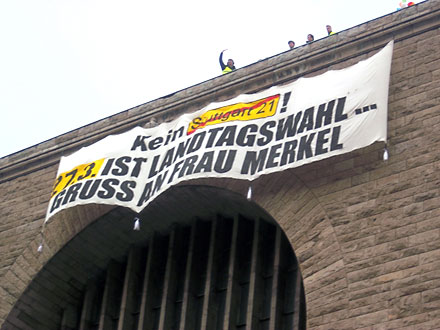 Kein Stuttgart 21!
27.3. IST LANDTAGSWAHL...
GRUSS AN FRAU MERKEL